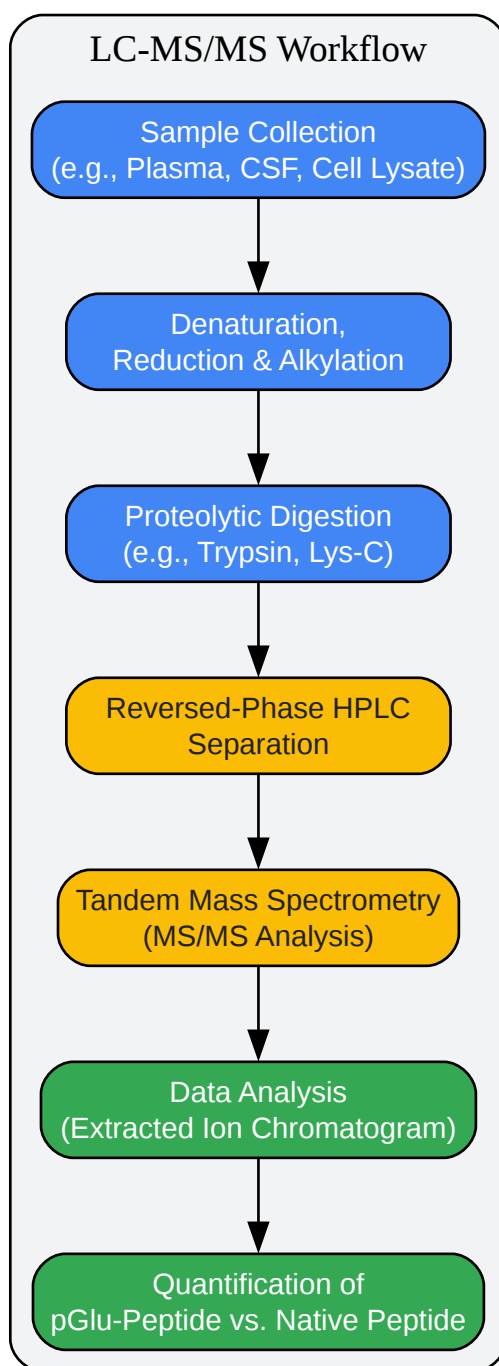 LC-MS/MS Workflow
Sample Collection
(e.g., Plasma, CSF, Cell Lysate)
Denaturation,
Reduction & Alkylation
Proteolytic Digestion
(e.g., Trypsin, Lys-C)
Reversed-Phase HPLC
Separation
Tandem Mass Spectrometry
(MS/MS Analysis)
Data Analysis
(Extracted Ion Chromatogram)
Quantification of
pGlu-Peptide vs. Native Peptide